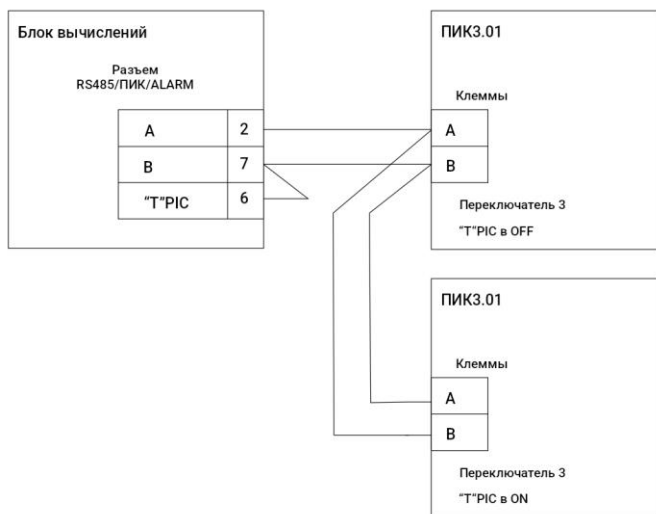 Блок вычислений
Разъем
RS485/ПИК/ALARM
A 2
B 7
"T"PIC 6
ПИК3.01
Клеммы
A
B
Переключатель 3
"T"PIC в OFF
ПИК3.01
Клеммы
A
B
Переключатель 3
"T"PIC в ON